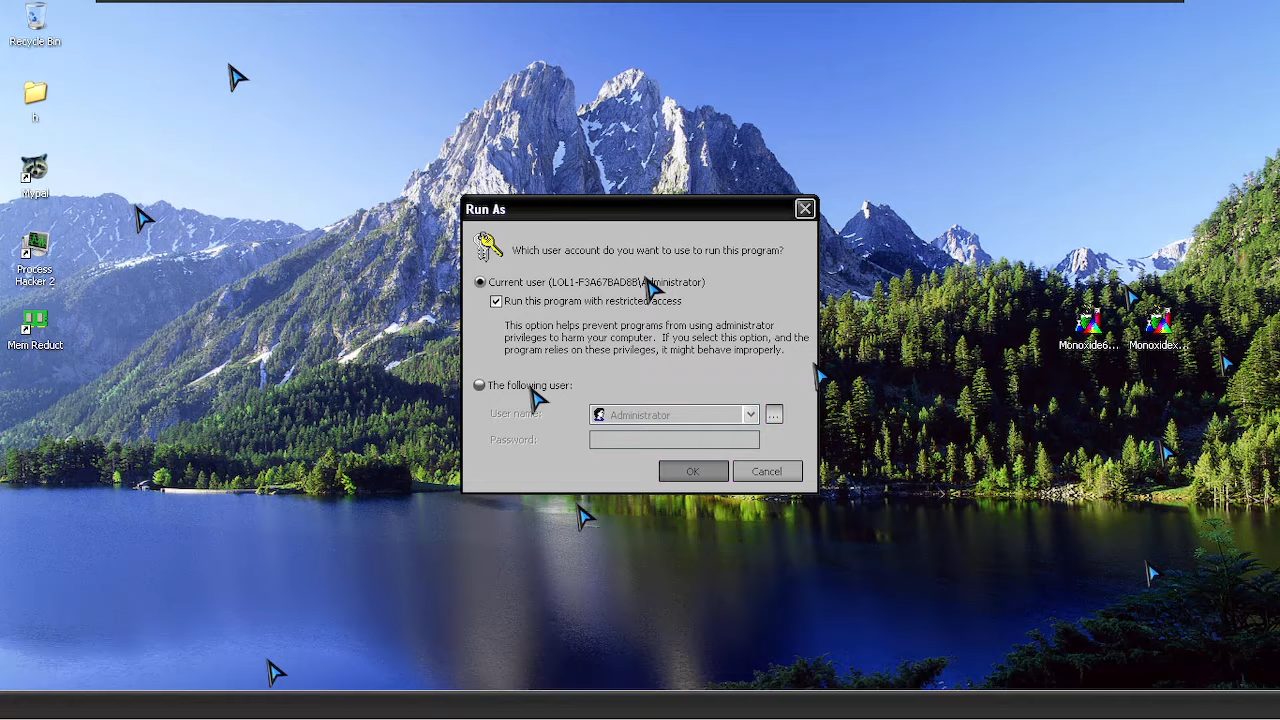 Recycle Bin
h
Mypal
Process
Hacker 2
Mem Reduct
Run As
Which user account do you want to use to run this program?
Current user (LOL1-F3A67BAD8B\Administrator)
Run this program with restricted access
This option helps prevent programs from using administrator
privileges to harm your computer. If you select this option, and the
program relies on these privileges, it might behave improperly.
The following user:
User name:
Administrator
...
Password:
OK
Cancel
Monoxide6...
Monoxidex...